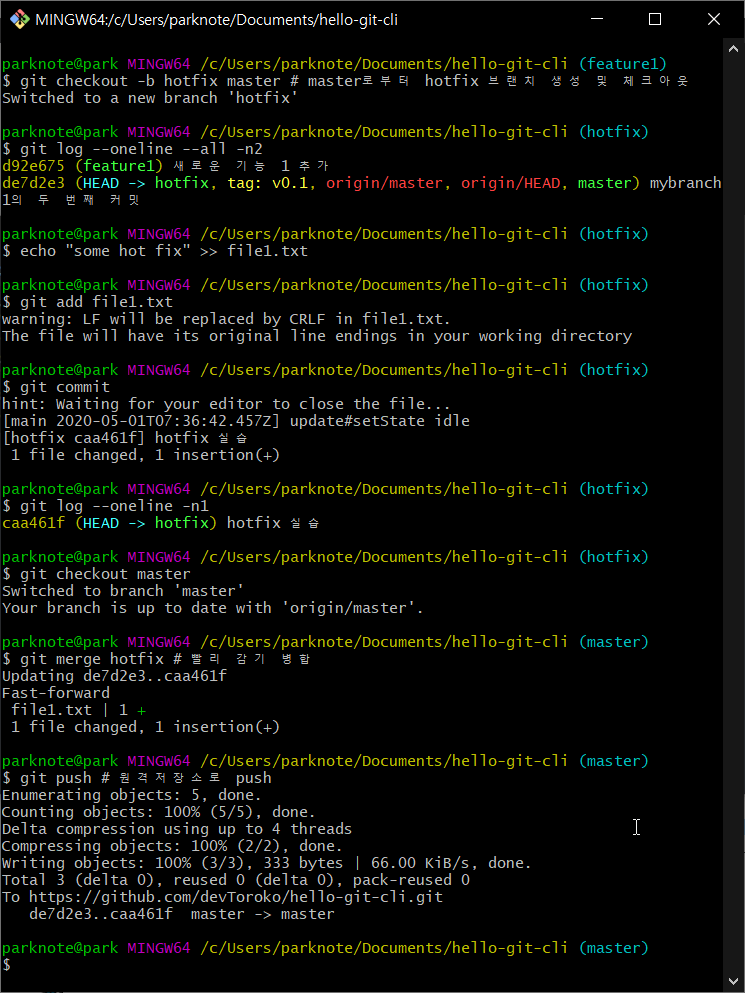 MINGW64:/c/Users/parknote/Documents/hello-git-cli
parknote@park MINGW64 /c/Users/parknote/Documents/hello-git-cli (feature1)
$ git checkout -b hotfix master # master로부터 hotfix 브랜치 생성 및 체크아웃
Switched to a new branch 'hotfix'
parknote@park MINGW64 /c/Users/parknote/Documents/hello-git-cli (hotfix)
$ git log --oneline --all -n2
d92e675 (feature1) 새로운 기능 1 추가
de7d2e3 (HEAD -> hotfix, tag: v0.1, origin/master, origin/HEAD, master) mybranch
1의 두 번째 커밋
parknote@park MINGW64 /c/Users/parknote/Documents/hello-git-cli (hotfix)
$ echo "some hot fix" >> file1.txt
parknote@park MINGW64 /c/Users/parknote/Documents/hello-git-cli (hotfix)
$ git add file1.txt
warning: LF will be replaced by CRLF in file1.txt.
The file will have its original line endings in your working directory
parknote@park MINGW64 /c/Users/parknote/Documents/hello-git-cli (hotfix)
$ git commit
hint: Waiting for your editor to close the file...
[main 2020-05-01T07:36:42.457Z] update#setState idle
[hotfix caa461f] hotfix 실습
 1 file changed, 1 insertion(+)
parknote@park MINGW64 /c/Users/parknote/Documents/hello-git-cli (hotfix)
$ git log --oneline -n1
caa461f (HEAD -> hotfix) hotfix 실습
parknote@park MINGW64 /c/Users/parknote/Documents/hello-git-cli (hotfix)
$ git checkout master
Switched to branch 'master'
Your branch is up to date with 'origin/master'.
parknote@park MINGW64 /c/Users/parknote/Documents/hello-git-cli (master)
$ git merge hotfix # 빨리 감기 병합
Updating de7d2e3..caa461f
Fast-forward
 file1.txt | 1 +
 1 file changed, 1 insertion(+)
parknote@park MINGW64 /c/Users/parknote/Documents/hello-git-cli (master)
$ git push # 원격저장소로 push
Enumerating objects: 5, done.
Counting objects: 100% (5/5), done.
Delta compression using up to 4 threads
Compressing objects: 100% (2/2), done.
Writing objects: 100% (3/3), 333 bytes | 66.00 KiB/s, done.
Total 3 (delta 0), reused 0 (delta 0), pack-reused 0
To https://github.com/devToroko/hello-git-cli.git
   de7d2e3..caa461f  master -> master
parknote@park MINGW64 /c/Users/parknote/Documents/hello-git-cli (master)
$